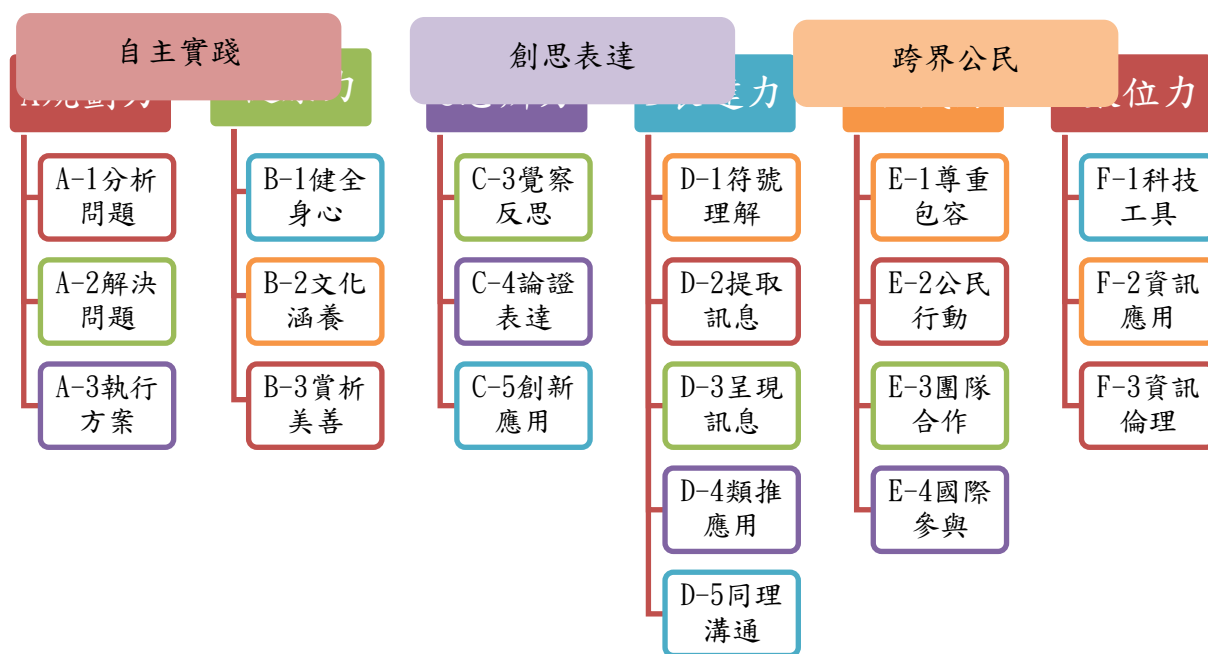 自主實踐
創思表達
跨界公民
A規劃力
力
達力
數位力
A-1分析
問題
A-2解決
問題
A-3執行
方案
B-1健全
身心
B-2文化
涵養
B-3賞析
美善
C-3覺察
反思
C-4論證
表達
C-5創新
應用
D-1符號
理解
D-2提取
訊息
D-3呈現
訊息
D-4類推
應用
D-5同理
溝通
E-1尊重
包容
E-2公民
行動
E-3團隊
合作
E-4國際
參與
F-1科技
工具
F-2資訊
應用
F-3資訊
倫理